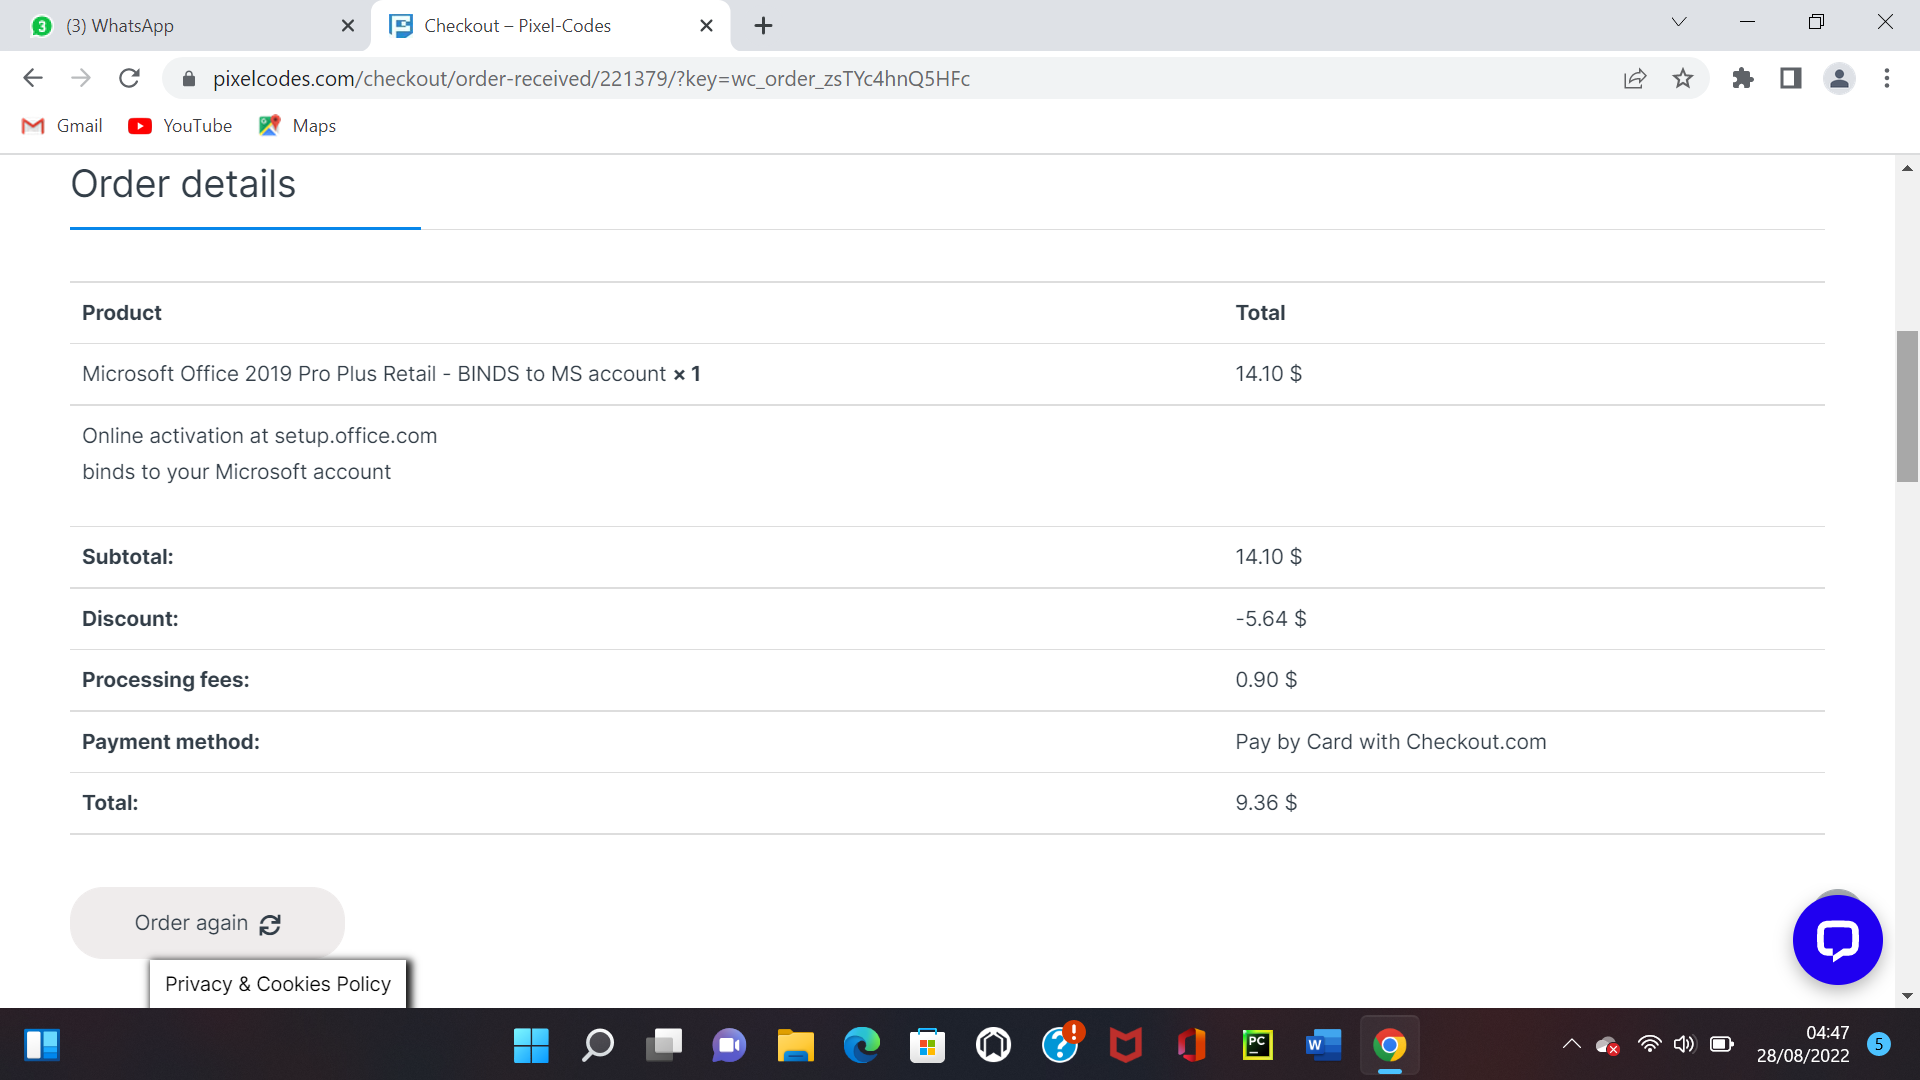 3 (3) WhatsApp
Checkout – Pixel-Codes
pixelcodes.com/checkout/order-received/221379/?key=wc_order_zsTYc4hnQ5HFc
Gmail YouTube Maps
Order details
Product Total
Microsoft Office 2019 Pro Plus Retail - BINDS to MS account × 1 14.10 $
Online activation at setup.office.com
binds to your Microsoft account
Subtotal: 14.10 $
Discount: -5.64 $
Processing fees: 0.90 $
Payment method: Pay by Card with Checkout.com
Total: 9.36 $
Order again
Privacy & Cookies Policy
PC
W
04:47
28/08/2022
5